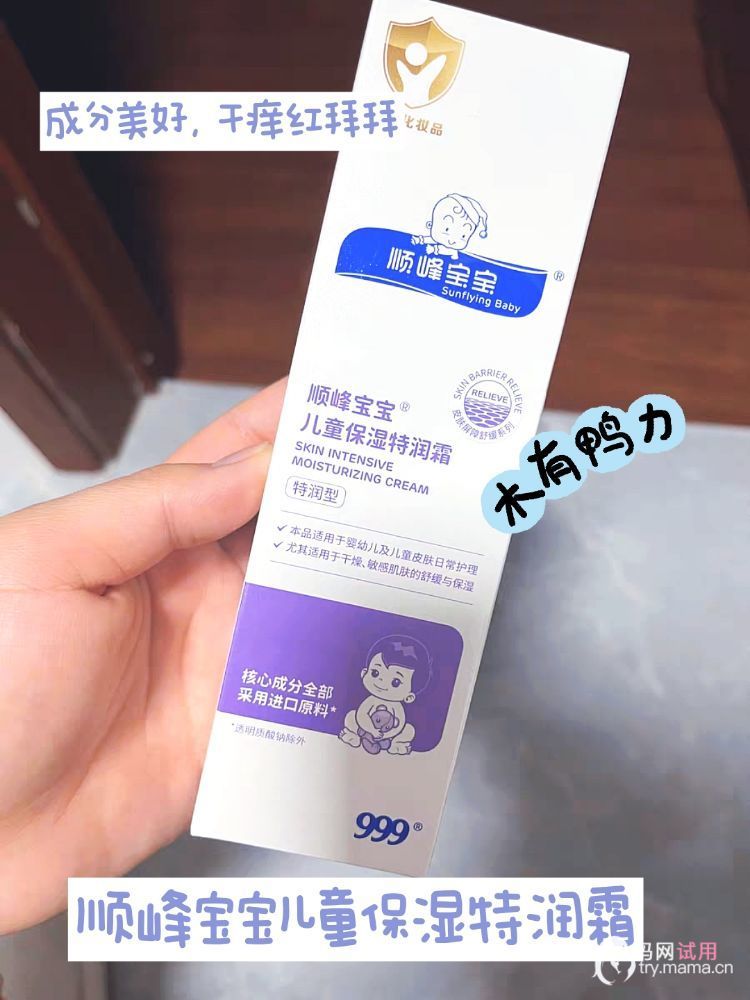 化妆品
成分美好，干痒红拜拜
顺峰宝宝®
Sunflying Baby
SKIN BARRIER RELIEVE
RELIEVE
皮肤屏障舒缓系列
顺峰宝宝®
儿童保湿特润霜
SKIN INTENSIVE
MOISTURIZING CREAM
特润型
木有鸭力
✓ 本品适用于婴幼儿及儿童皮肤日常护理
✓ 尤其适用于干燥、敏感肌肤的舒缓与保湿
核心成分全部
采用进口原料*
*透明质酸钠除外
999®
顺峰宝宝儿童保湿特润霜
妈网试用
try.mama.cn